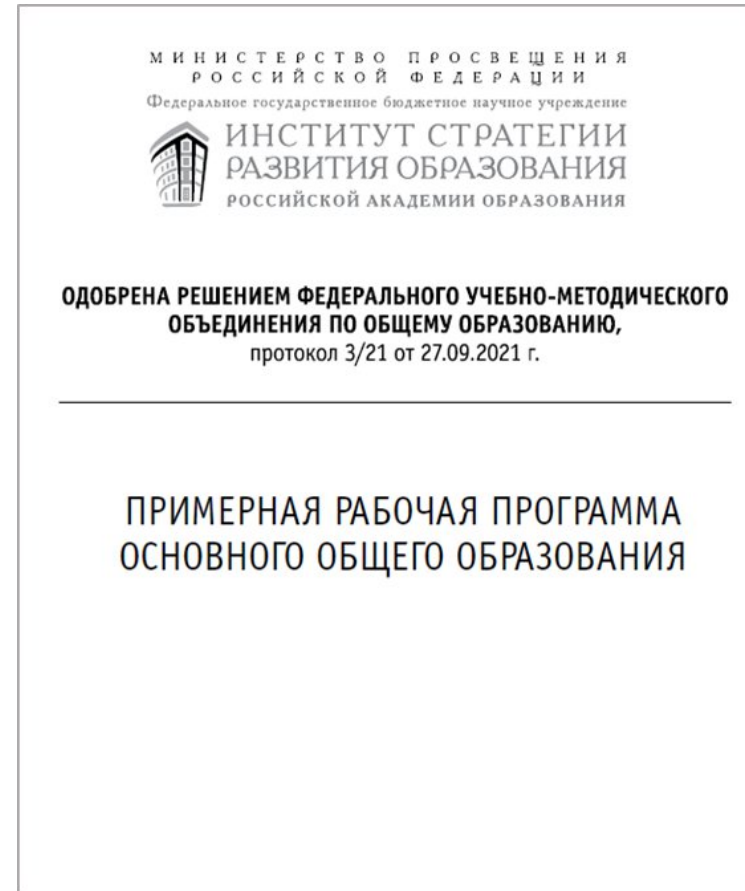 МИНИСТЕРСТВО ПРОСВЕЩЕНИЯ
РОССИЙСКОЙ ФЕДЕРАЦИИ
Федеральное государственное бюджетное научное учреждение
ИНСТИТУТ СТРАТЕГИИ
РАЗВИТИЯ ОБРАЗОВАНИЯ
РОССИЙСКОЙ АКАДЕМИИ ОБРАЗОВАНИЯ
ОДОБРЕНА РЕШЕНИЕМ ФЕДЕРАЛЬНОГО УЧЕБНО-МЕТОДИЧЕСКОГО
ОБЪЕДИНЕНИЯ ПО ОБЩЕМУ ОБРАЗОВАНИЮ,
протокол 3/21 от 27.09.2021 г.
ПРИМЕРНАЯ РАБОЧАЯ ПРОГРАММА
ОСНОВНОГО ОБЩЕГО ОБРАЗОВАНИЯ